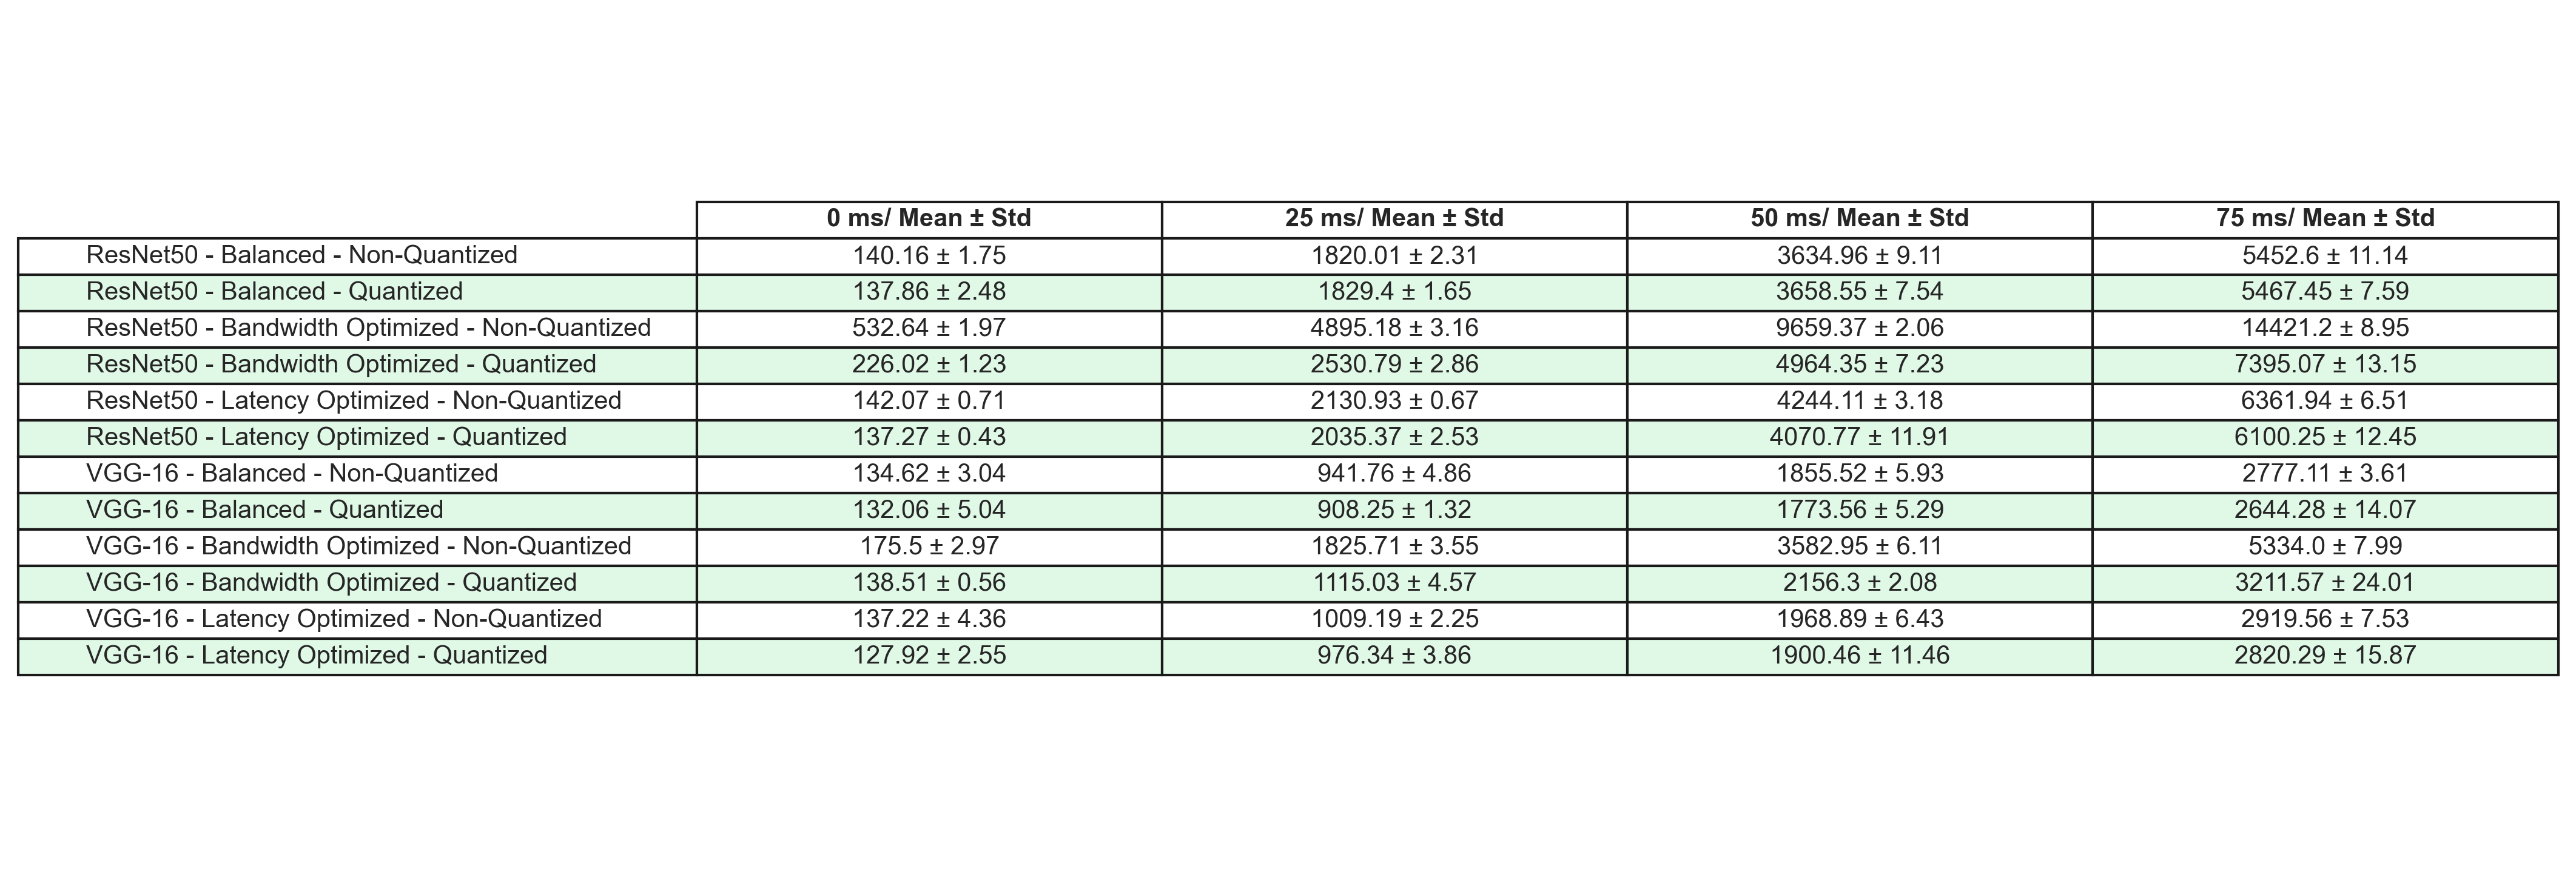 0 ms/ Mean ± Std 25 ms/ Mean ± Std 50 ms/ Mean ± Std 75 ms/ Mean ± Std
ResNet50 - Balanced - Non-Quantized 140.16 ± 1.75 1820.01 ± 2.31 3634.96 ± 9.11 5452.6 ± 11.14
ResNet50 - Balanced - Quantized 137.86 ± 2.48 1829.4 ± 1.65 3658.55 ± 7.54 5467.45 ± 7.59
ResNet50 - Bandwidth Optimized - Non-Quantized 532.64 ± 1.97 4895.18 ± 3.16 9659.37 ± 2.06 14421.2 ± 8.95
ResNet50 - Bandwidth Optimized - Quantized 226.02 ± 1.23 2530.79 ± 2.86 4964.35 ± 7.23 7395.07 ± 13.15
ResNet50 - Latency Optimized - Non-Quantized 142.07 ± 0.71 2130.93 ± 0.67 4244.11 ± 3.18 6361.94 ± 6.51
ResNet50 - Latency Optimized - Quantized 137.27 ± 0.43 2035.37 ± 2.53 4070.77 ± 11.91 6100.25 ± 12.45
VGG-16 - Balanced - Non-Quantized 134.62 ± 3.04 941.76 ± 4.86 1855.52 ± 5.93 2777.11 ± 3.61
VGG-16 - Balanced - Quantized 132.06 ± 5.04 908.25 ± 1.32 1773.56 ± 5.29 2644.28 ± 14.07
VGG-16 - Bandwidth Optimized - Non-Quantized 175.5 ± 2.97 1825.71 ± 3.55 3582.95 ± 6.11 5334.0 ± 7.99
VGG-16 - Bandwidth Optimized - Quantized 138.51 ± 0.56 1115.03 ± 4.57 2156.3 ± 2.08 3211.57 ± 24.01
VGG-16 - Latency Optimized - Non-Quantized 137.22 ± 4.36 1009.19 ± 2.25 1968.89 ± 6.43 2919.56 ± 7.53
VGG-16 - Latency Optimized - Quantized 127.92 ± 2.55 976.34 ± 3.86 1900.46 ± 11.46 2820.29 ± 15.87